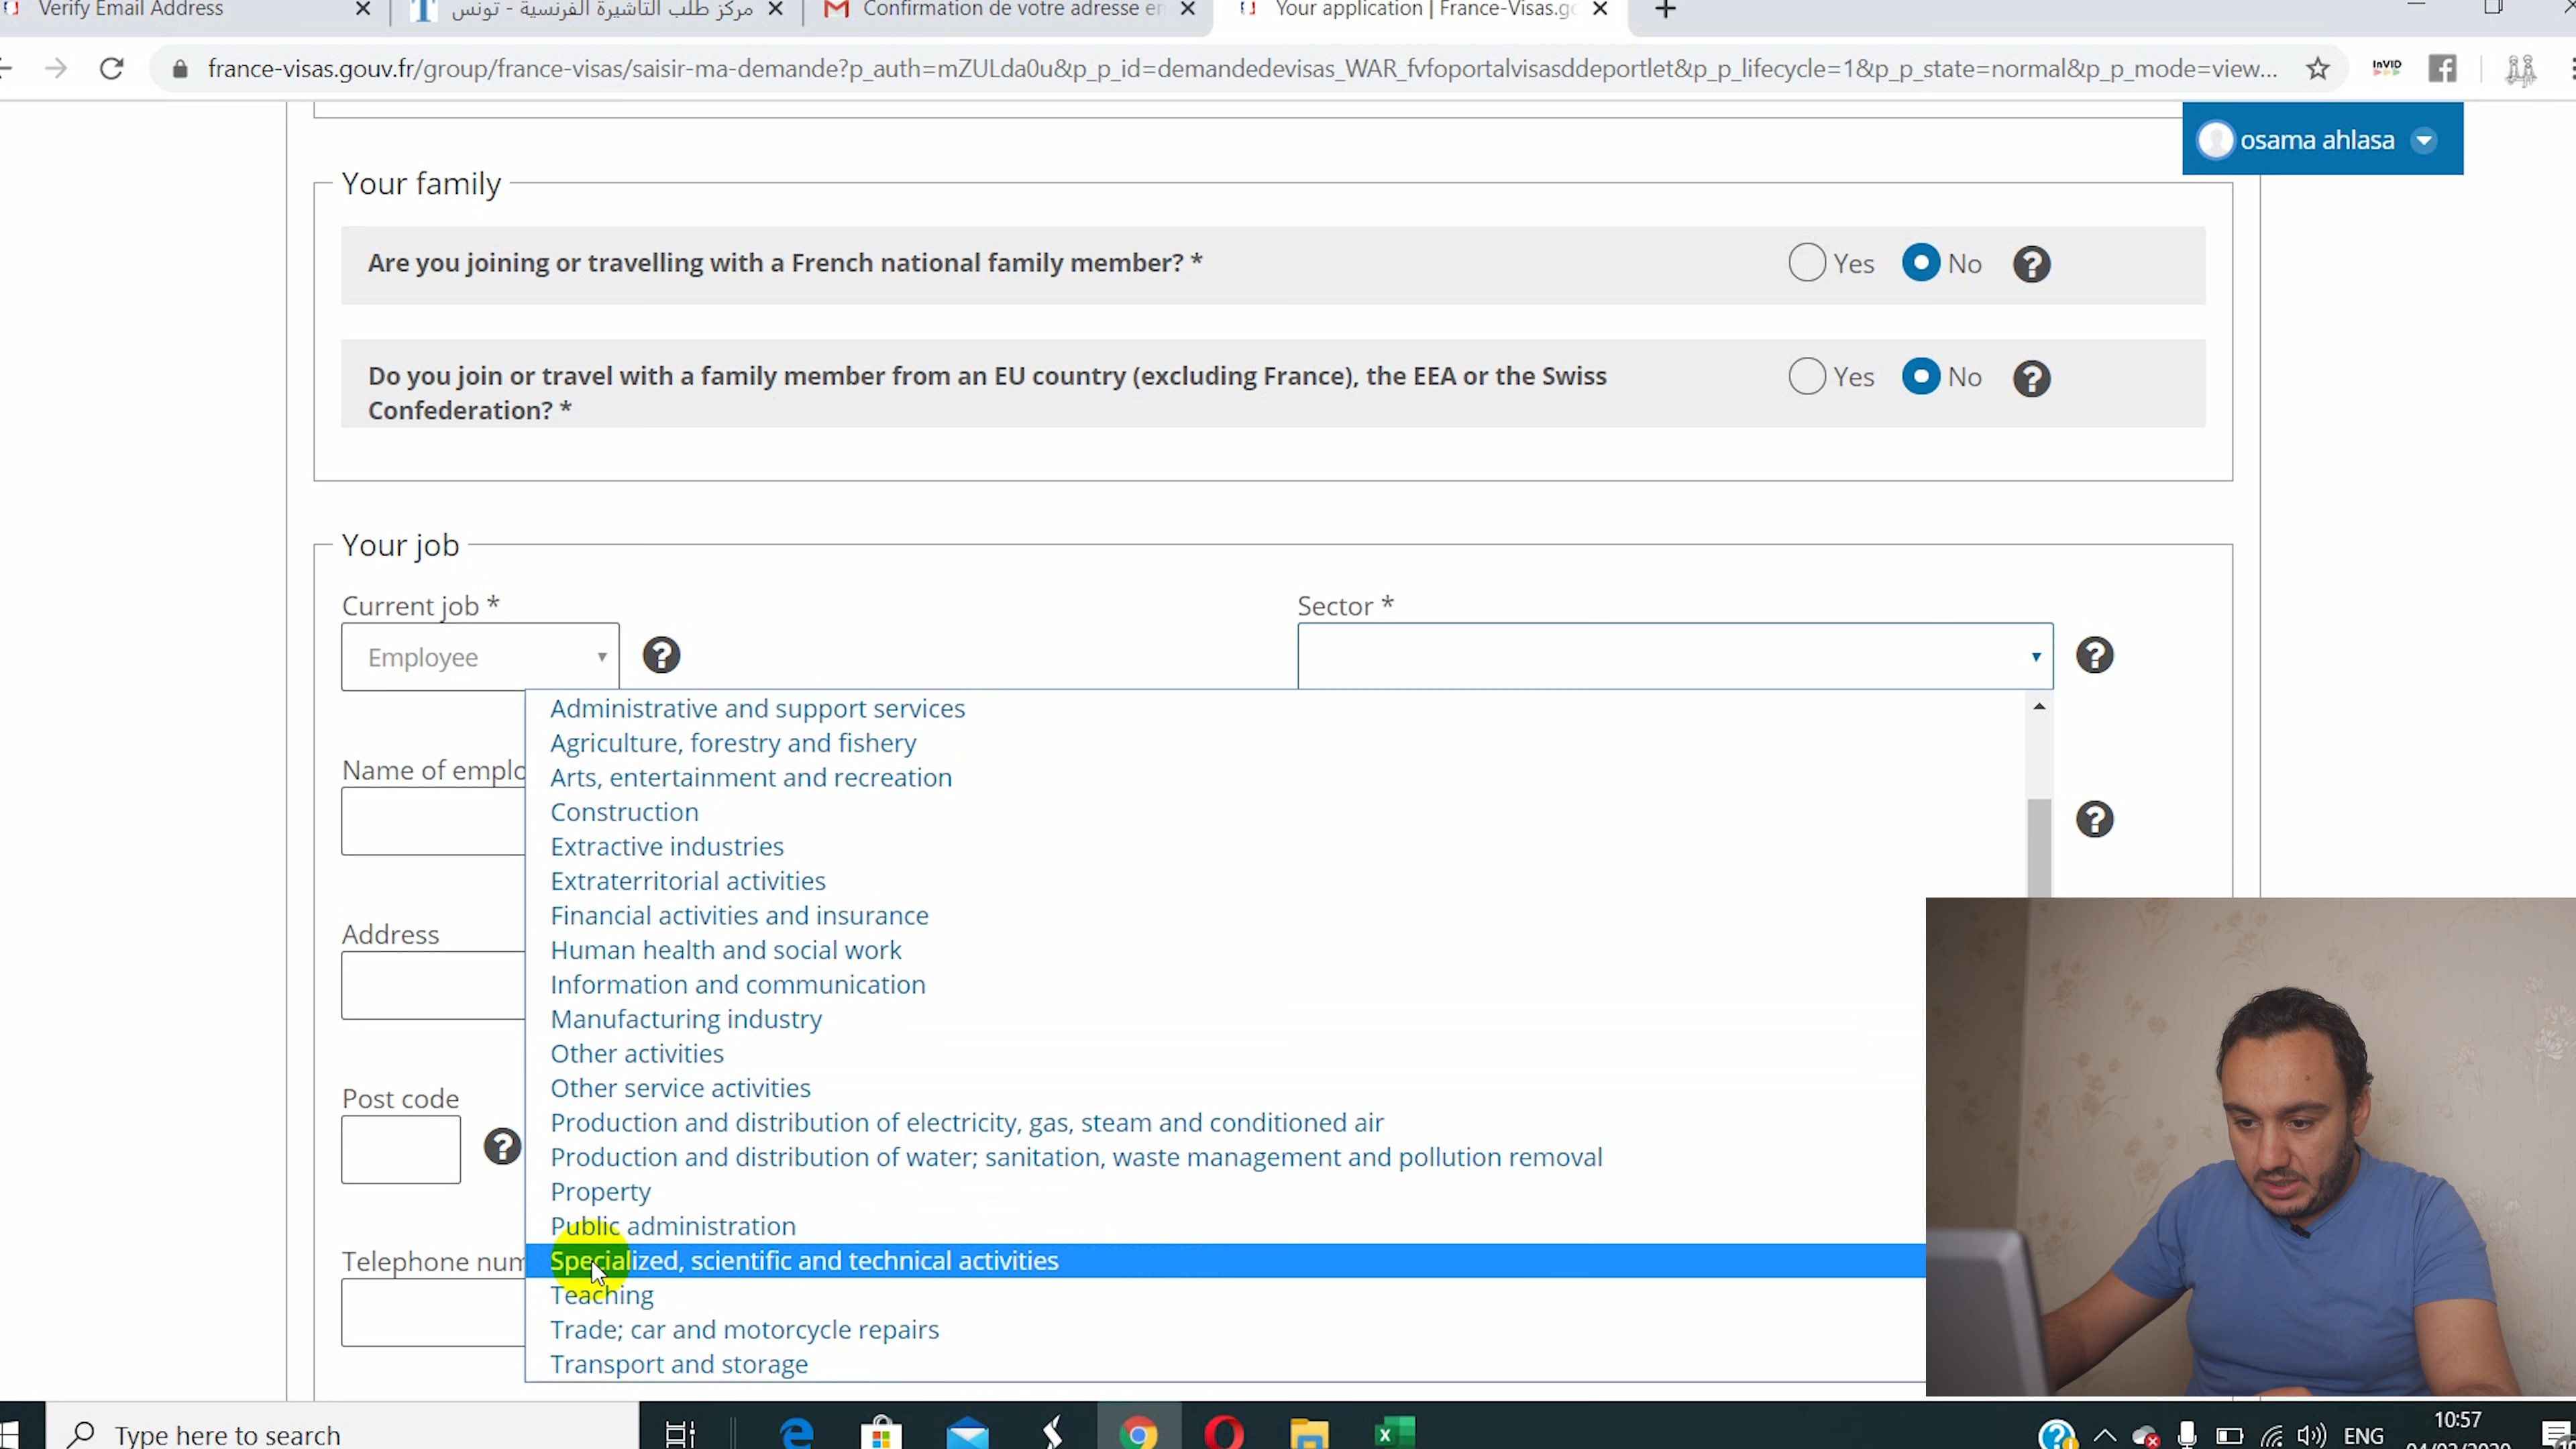 Verify Email Address
مركز طلب التأشيرة الفرنسية - تونس
Confirmation de votre adresse en
Your application | France-Visas.go
france-visas.gouv.fr/group/france-visas/saisir-ma-demande?p_auth=mZULda0u&p_p_id=demandedevisas_WAR_fvfoportalvisasddeportlet&p_p_lifecycle=1&p_p_state=normal&p_p_mode=view...
InVID
osama ahlasa
Your family
Are you joining or travelling with a French national family member? *
Yes No
Do you join or travel with a family member from an EU country (excluding France), the EEA or the Swiss
Confederation? *
Yes No
Your job
Current job *
Sector *
Employee
Name of emplo
Address
Post code
Telephone num
Administrative and support services
Agriculture, forestry and fishery
Arts, entertainment and recreation
Construction
Extractive industries
Extraterritorial activities
Financial activities and insurance
Human health and social work
Information and communication
Manufacturing industry
Other activities
Other service activities
Production and distribution of electricity, gas, steam and conditioned air
Production and distribution of water; sanitation, waste management and pollution removal
Property
Public administration
Specialized, scientific and technical activities
Teaching
Trade; car and motorcycle repairs
Transport and storage
Type here to search
ENG
10:57